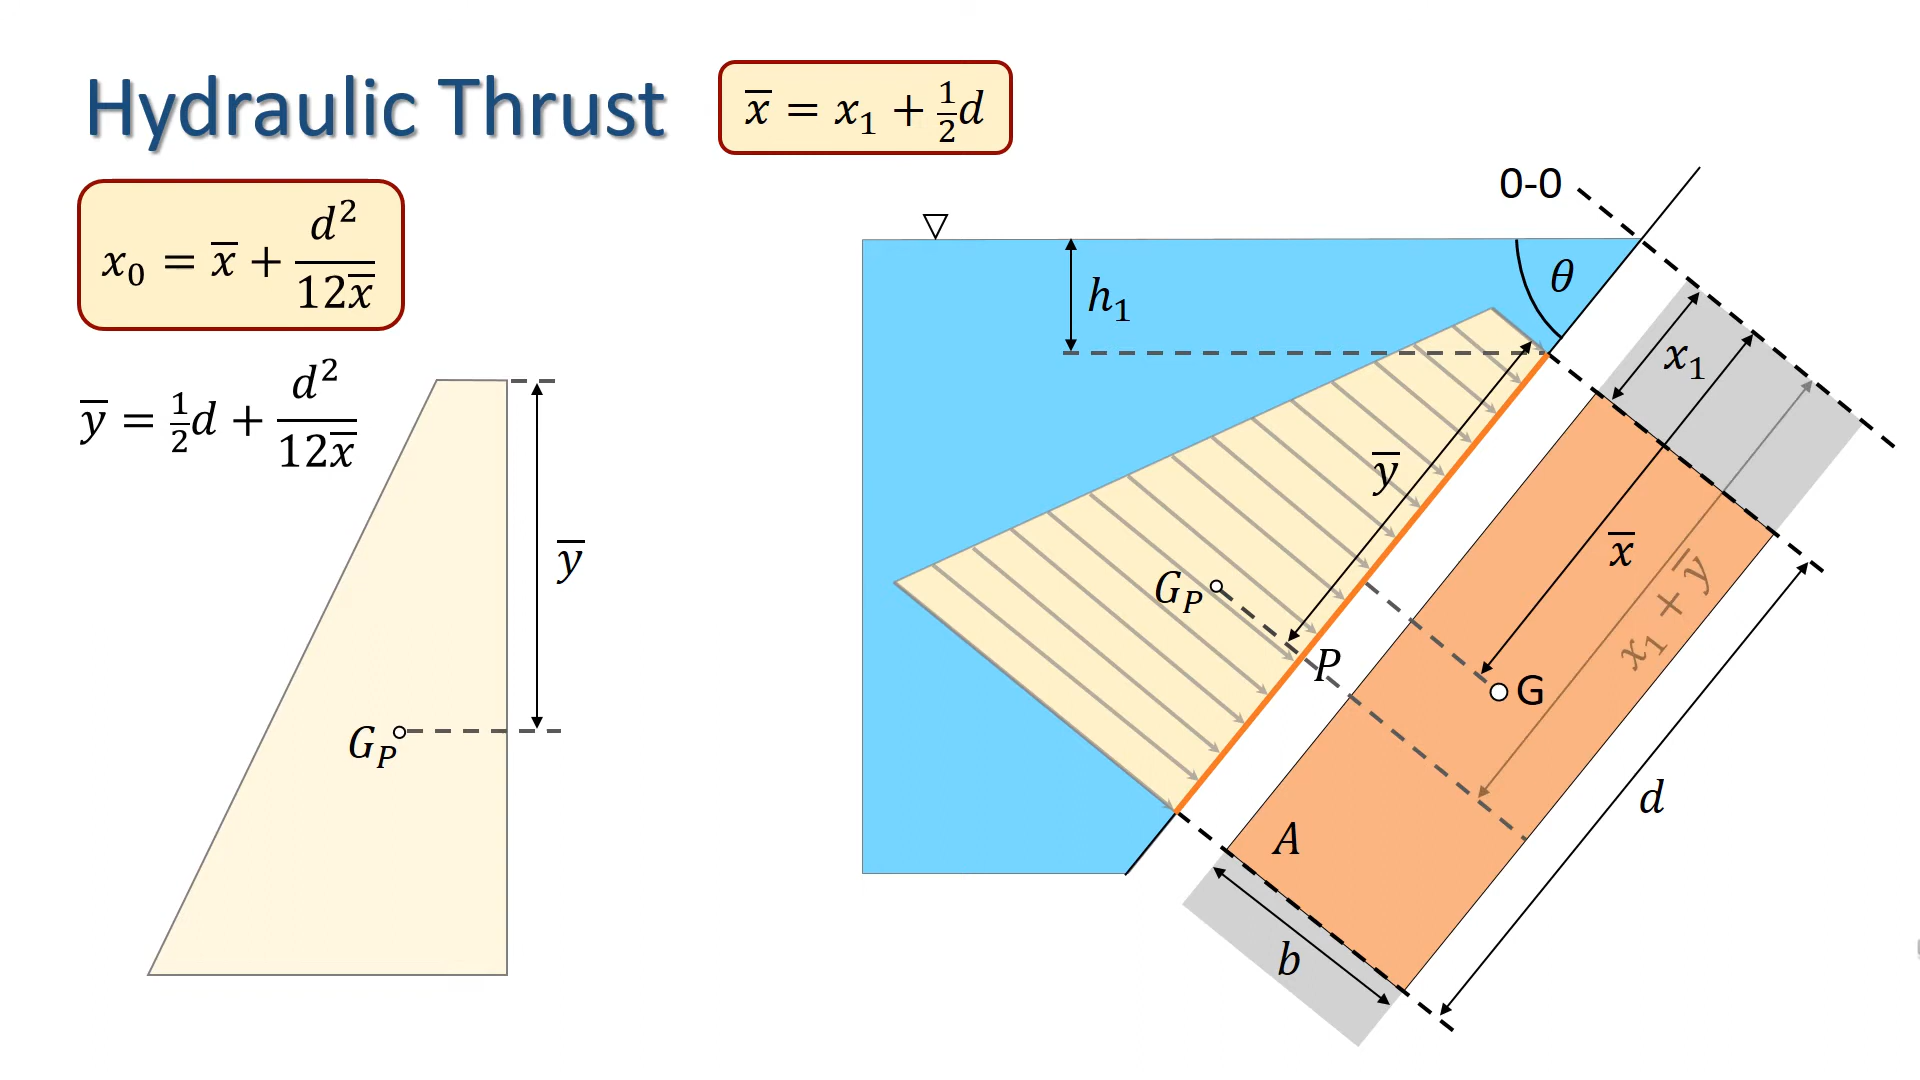 Hydraulic Thrust
x̅ = x₁ + ½d
x₀ = x̅ + d²/12x̅
y̅ = ½d + d²/12x̅
y̅
G_P
0-0
θ
h₁
x₁
y̅
x̅
x₁ + y̅
G_P
P
G
d
A
b